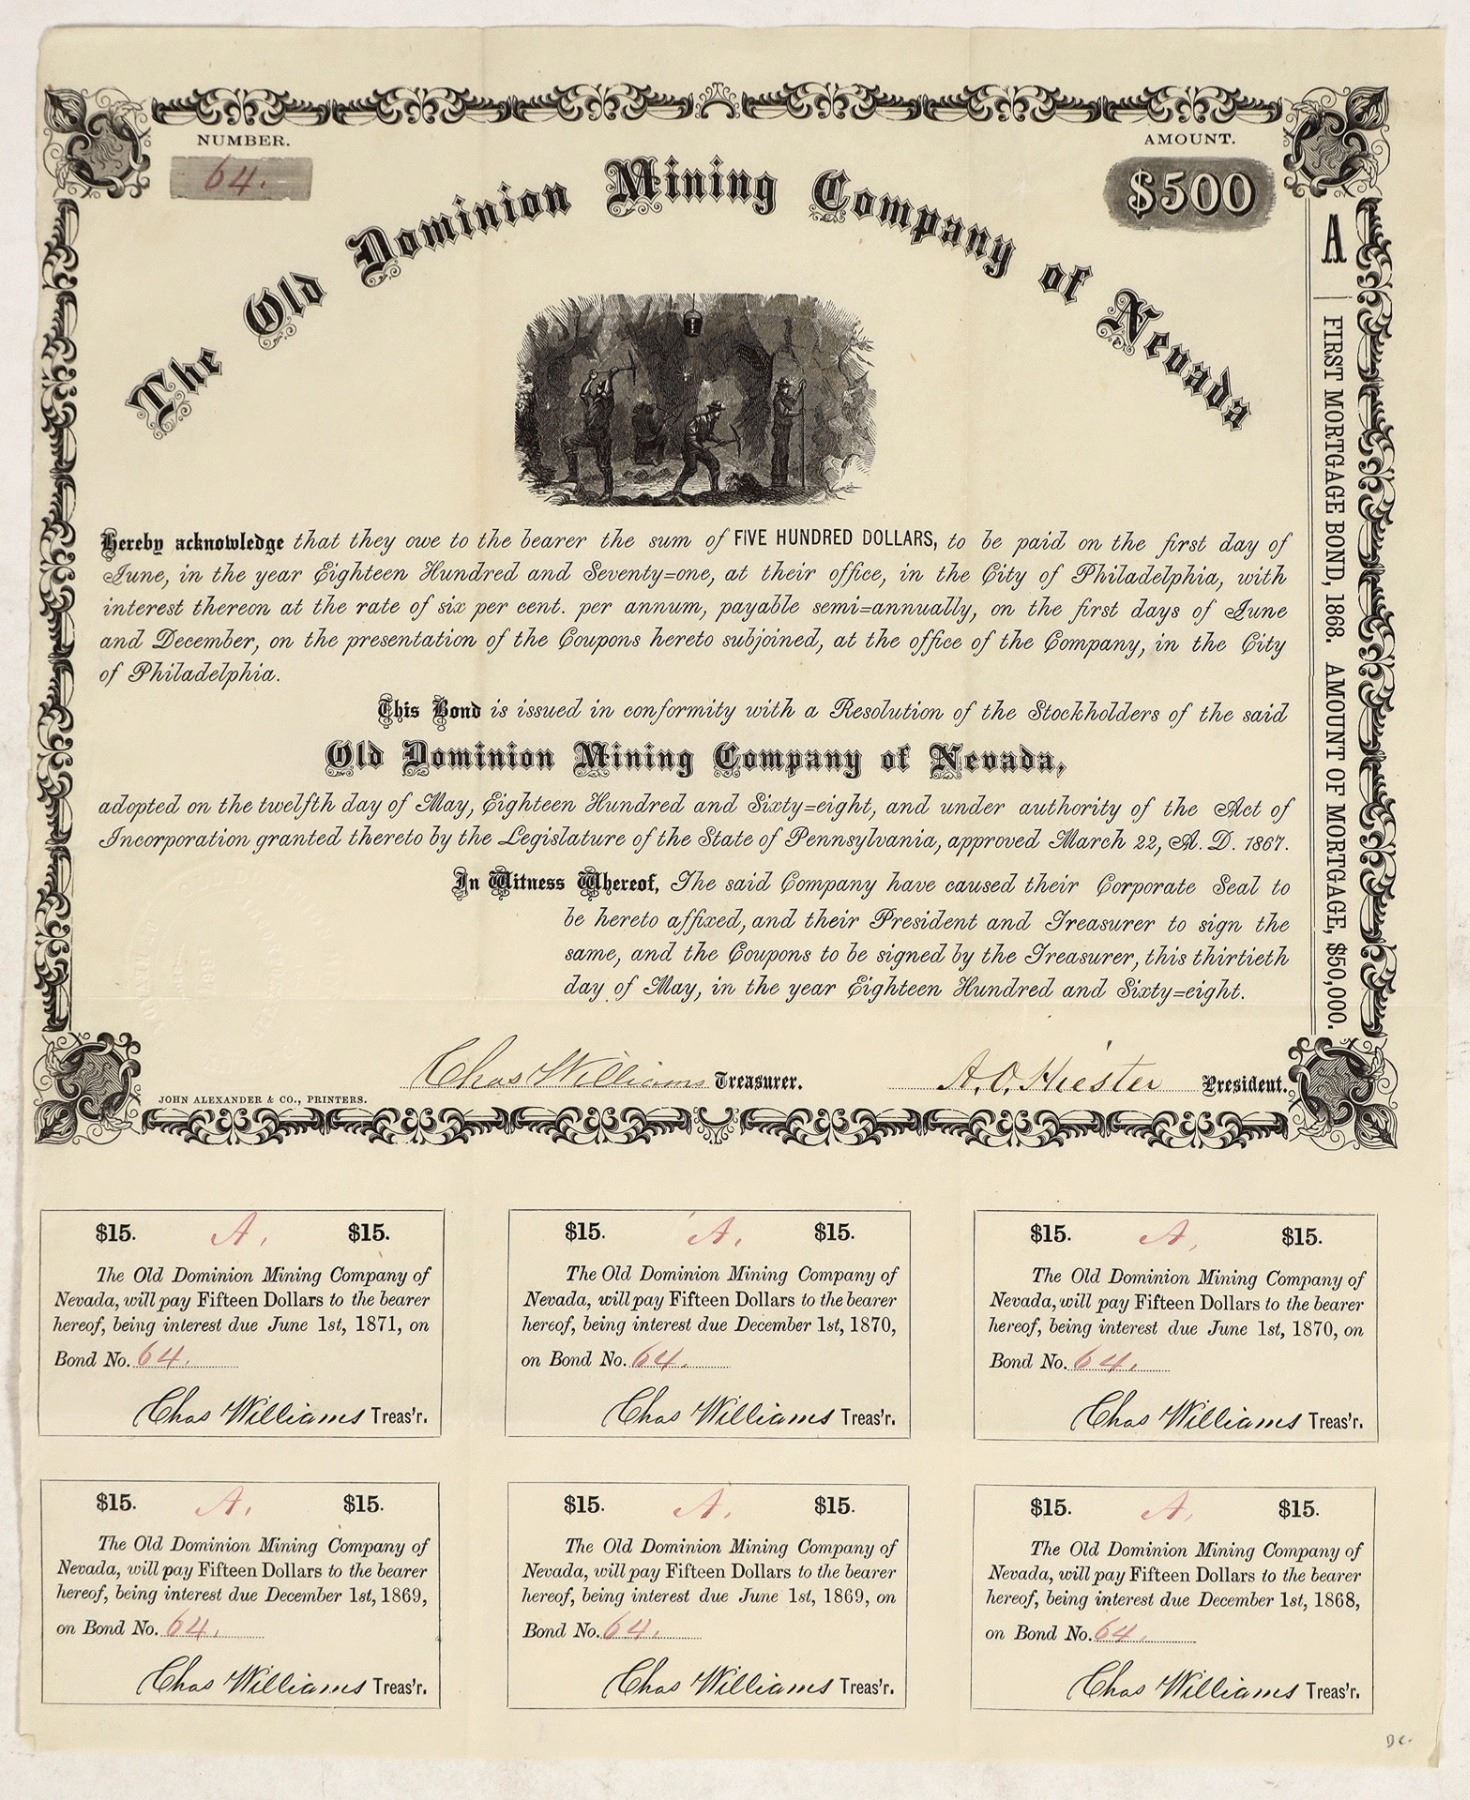 NUMBER.
64.
AMOUNT.
$500
The Old Dominion Mining Company of Nevada
Hereby acknowledge that they owe to the bearer the sum of FIVE HUNDRED DOLLARS, to be paid on the first day of
June, in the year Eighteen Hundred and Seventy=one, at their office, in the City of Philadelphia, with
interest thereon at the rate of six per cent. per annum, payable semi=annually, on the first days of June
and December, on the presentation of the Coupons hereto subjoined, at the office of the Company, in the City
of Philadelphia.
This Bond is issued in conformity with a Resolution of the Stockholders of the said
Old Dominion Mining Company of Nevada,
adopted on the twelfth day of May, Eighteen Hundred and Sixty=eight, and under authority of the Act of
Incorporation granted thereto by the Legislature of the State of Pennsylvania, approved March 22, A. D. 1867.
In Witness Whereof, The said Company have caused their Corporate Seal to
be hereto affixed, and their President and Treasurer to sign the
same, and the Coupons to be signed by the Treasurer, this thirtieth
day of May, in the year Eighteen Hundred and Sixty=eight.
Chas Williams Treasurer.
A. O. Hiester President.
JOHN ALEXANDER & CO., PRINTERS.
A
FIRST MORTGAGE BOND, 1868. AMOUNT OF MORTGAGE, $50,000.
$15. A. $15.
The Old Dominion Mining Company of
Nevada, will pay Fifteen Dollars to the bearer
hereof, being interest due June 1st, 1871, on
Bond No. 64.
Chas Williams Treas'r.
$15. A. $15.
The Old Dominion Mining Company of
Nevada, will pay Fifteen Dollars to the bearer
hereof, being interest due December 1st, 1870,
on Bond No. 64.
Chas Williams Treas'r.
$15. A. $15.
The Old Dominion Mining Company of
Nevada, will pay Fifteen Dollars to the bearer
hereof, being interest due June 1st, 1870, on
Bond No. 64.
Chas Williams Treas'r.
$15. A. $15.
The Old Dominion Mining Company of
Nevada, will pay Fifteen Dollars to the bearer
hereof, being interest due December 1st, 1869,
on Bond No. 64.
Chas Williams Treas'r.
$15. A. $15.
The Old Dominion Mining Company of
Nevada, will pay Fifteen Dollars to the bearer
hereof, being interest due June 1st, 1869, on
Bond No. 64.
Chas Williams Treas'r.
$15. A. $15.
The Old Dominion Mining Company of
Nevada, will pay Fifteen Dollars to the bearer
hereof, being interest due December 1st, 1868,
on Bond No. 64.
Chas Williams Treas'r.